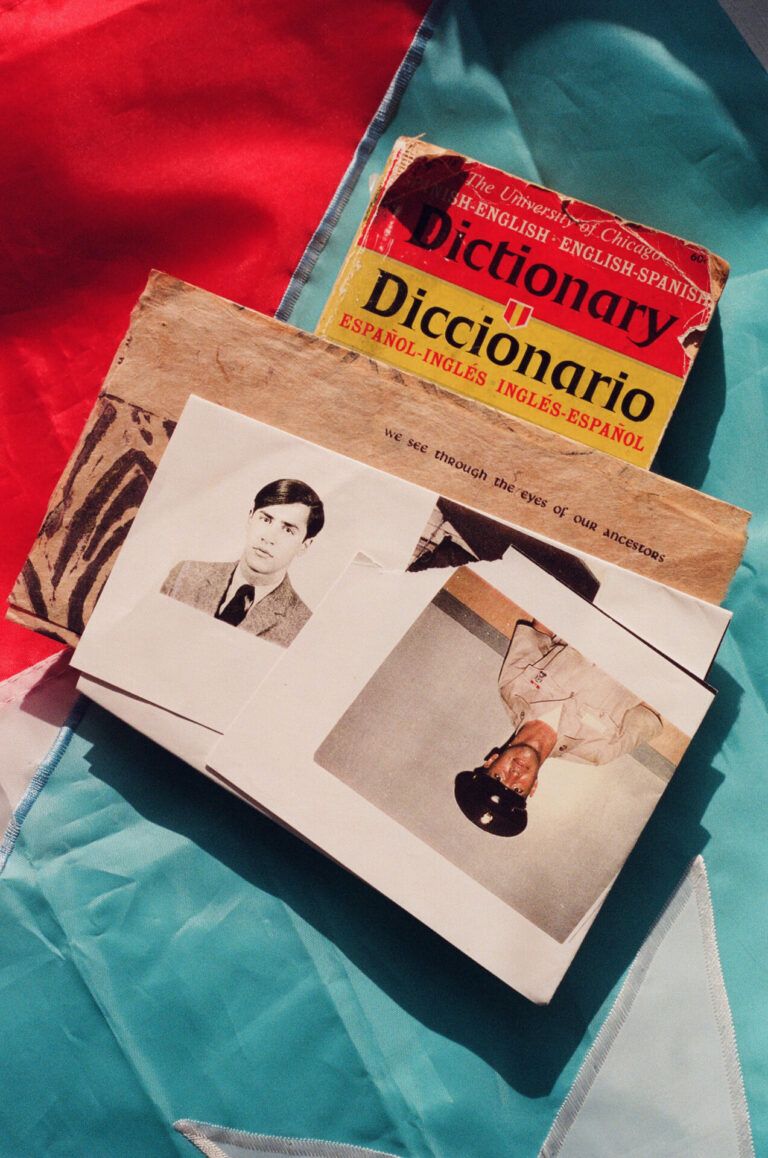 The University of Chicago
SPANISH-ENGLISH · ENGLISH-SPANISH
Dictionary
Diccionario
ESPAÑOL-INGLÉS INGLÉS-ESPAÑOL
we see through the eyes of our ancestors